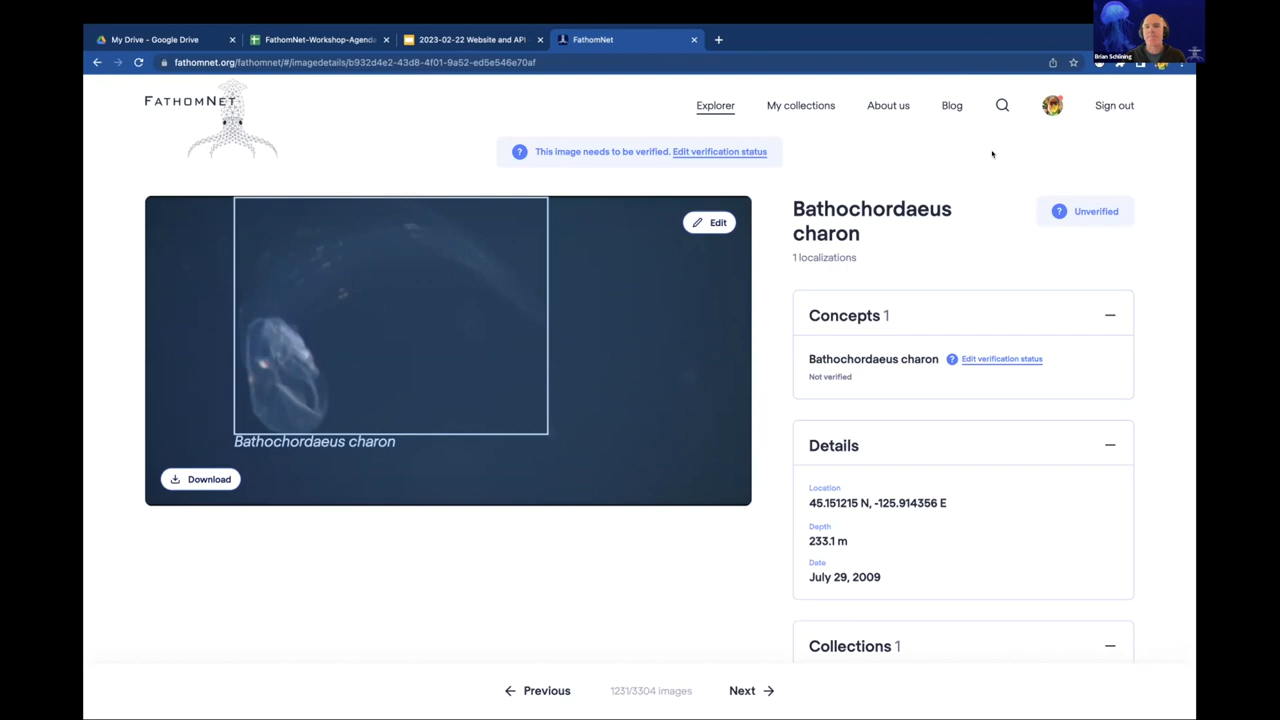 My Drive - Google Drive
FathomNet-Workshop-Agenda
2023-02-22 Website and API
FathomNet
fathomnet.org/fathomnet/#/imagedetails/b932d4e2-43d8-4f01-9a52-ed5e546e70af
Brian Schlining
FATHOMNET
Explorer
My collections
About us
Blog
Sign out
? This image needs to be verified. Edit verification status
Edit
Bathochordaeus charon
Download
Bathochordaeus
charon
? Unverified
1 localizations
Concepts 1
Bathochordaeus charon ? Edit verification status
Not verified
Details
Location
45.151215 N, -125.914356 E
Depth
233.1 m
Date
July 29, 2009
Collections 1
Previous
1231/3304 images
Next